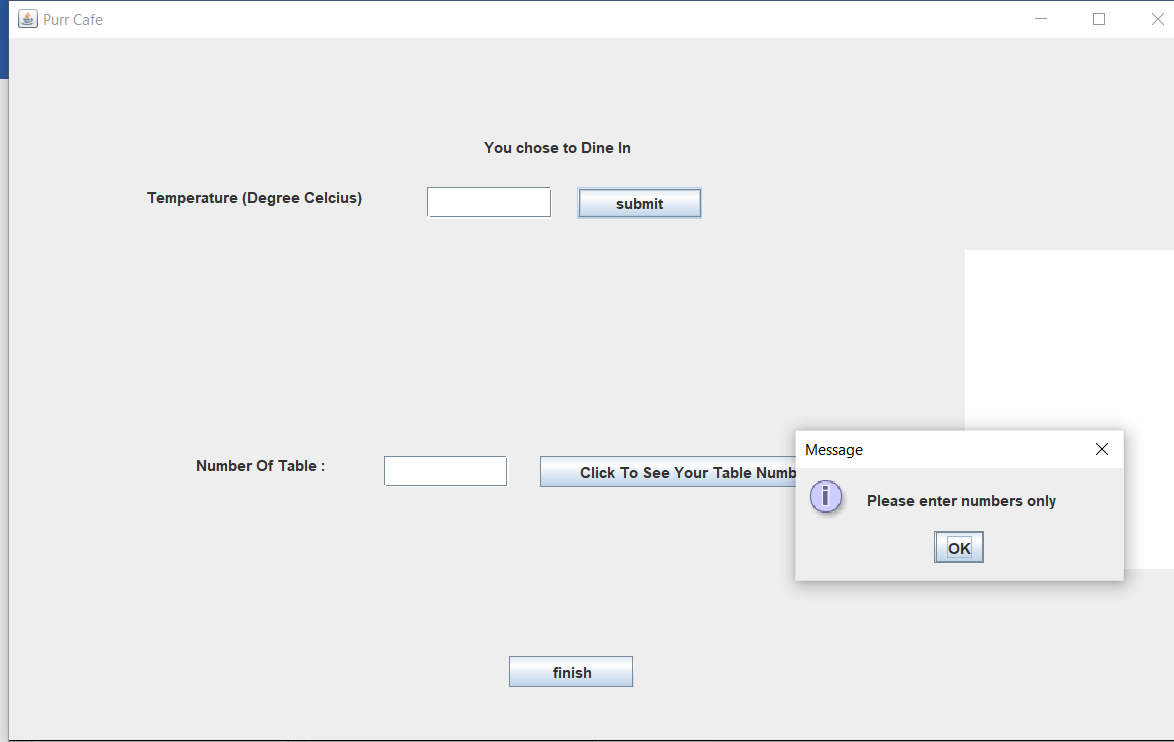 Purr Cafe
You chose to Dine In
Temperature (Degree Celcius)
submit
Number Of Table :
Click To See Your Table Numb
Message
Please enter numbers only
OK
finish